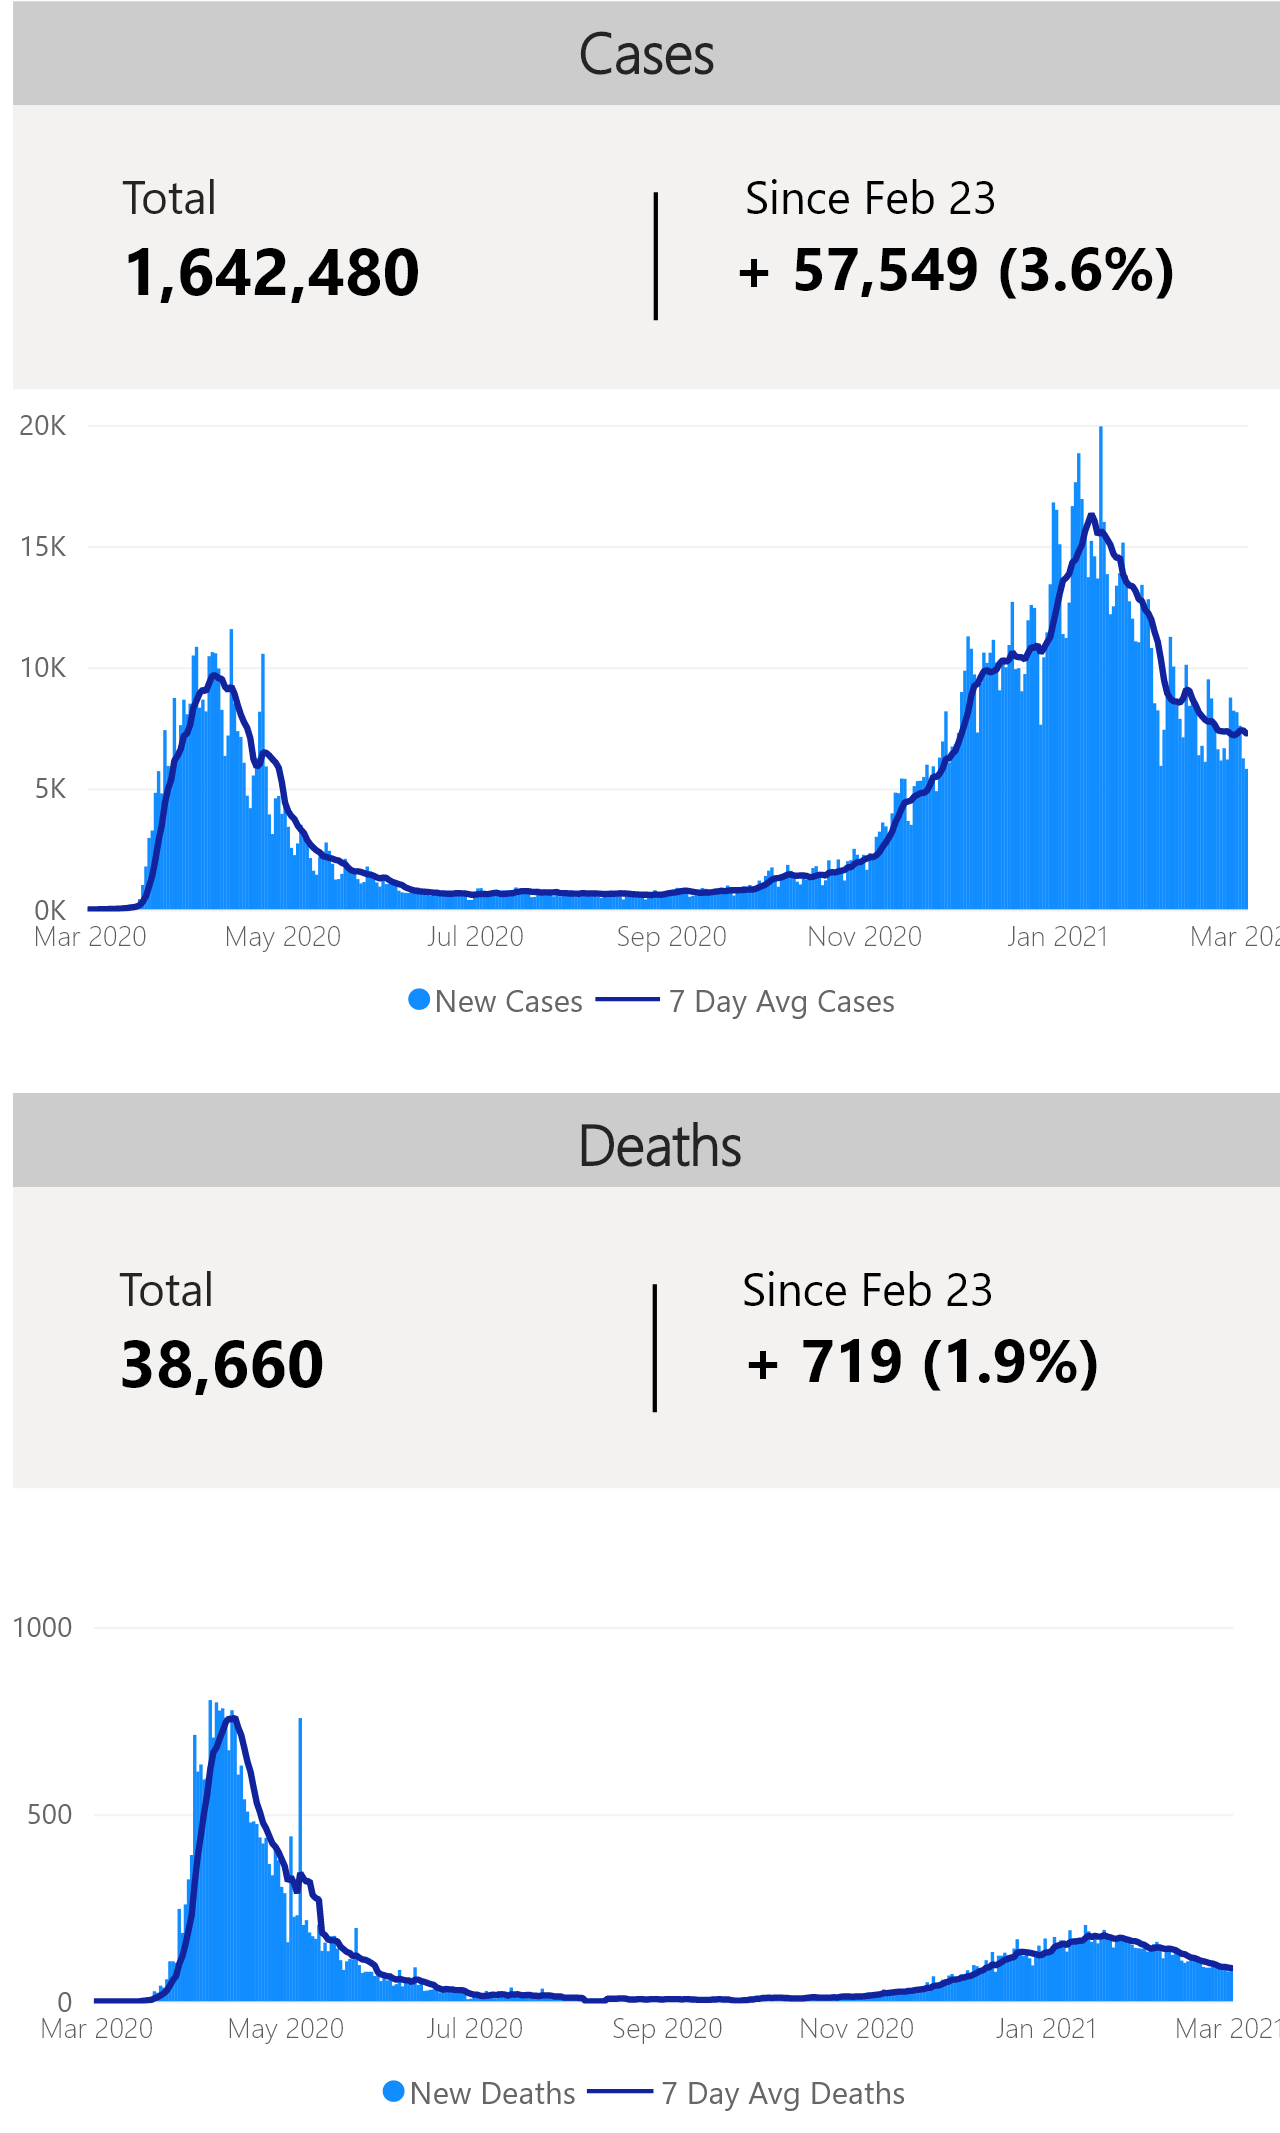 Cases
Total
Since Feb 23
1,642,480
+ 57,549 (3.6%)
20K
15K
10K
5K
0K
Mar 2020 May 2020 Jul 2020 Sep 2020 Nov 2020 Jan 2021 Mar 202
New Cases 7 Day Avg Cases
Deaths
Total
Since Feb 23
38,660
+ 719 (1.9%)
1000
500
0
Mar 2020 May 2020 Jul 2020 Sep 2020 Nov 2020 Jan 2021 Mar 2021
New Deaths 7 Day Avg Deaths